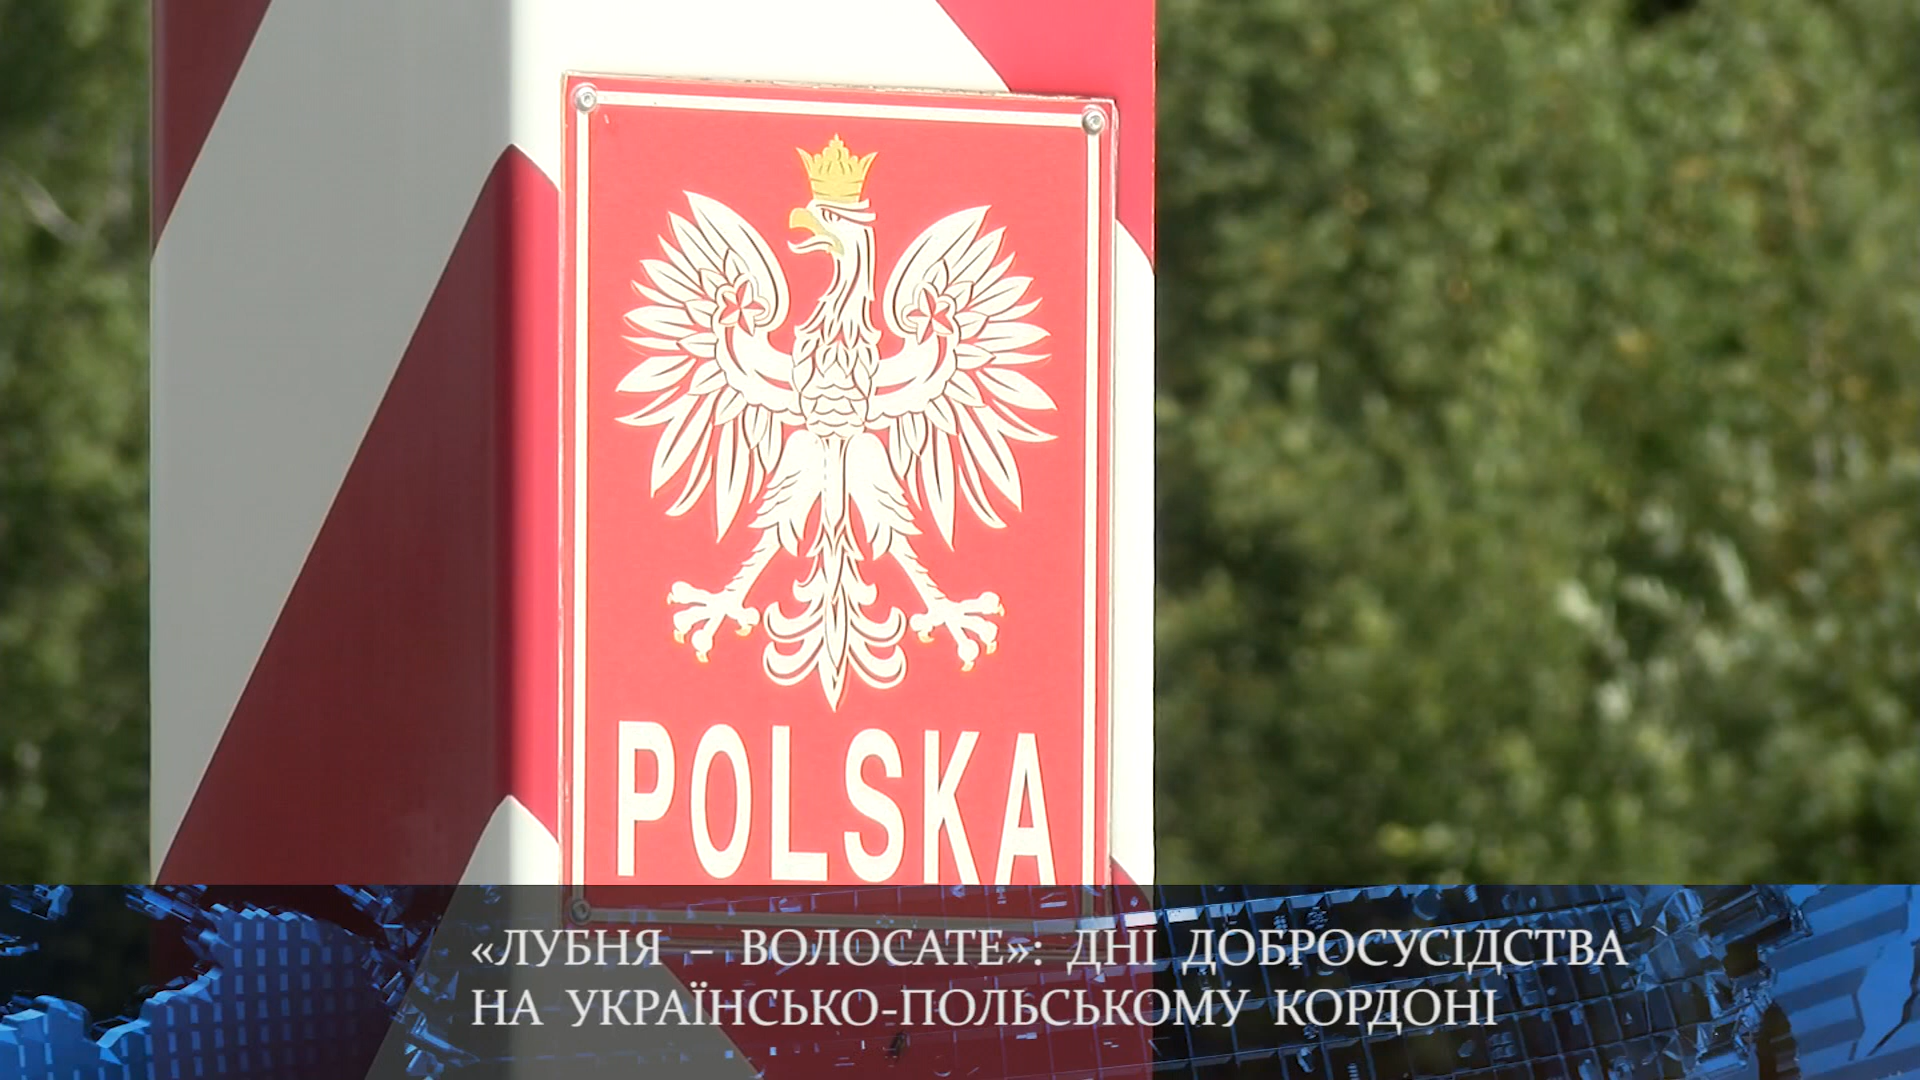 POLSKA
«ЛУБНЯ – ВОЛОСАТЕ»: ДНІ ДОБРОСУСІДСТВА
НА УКРАЇНСЬКО-ПОЛЬСЬКОМУ КОРДОНІ